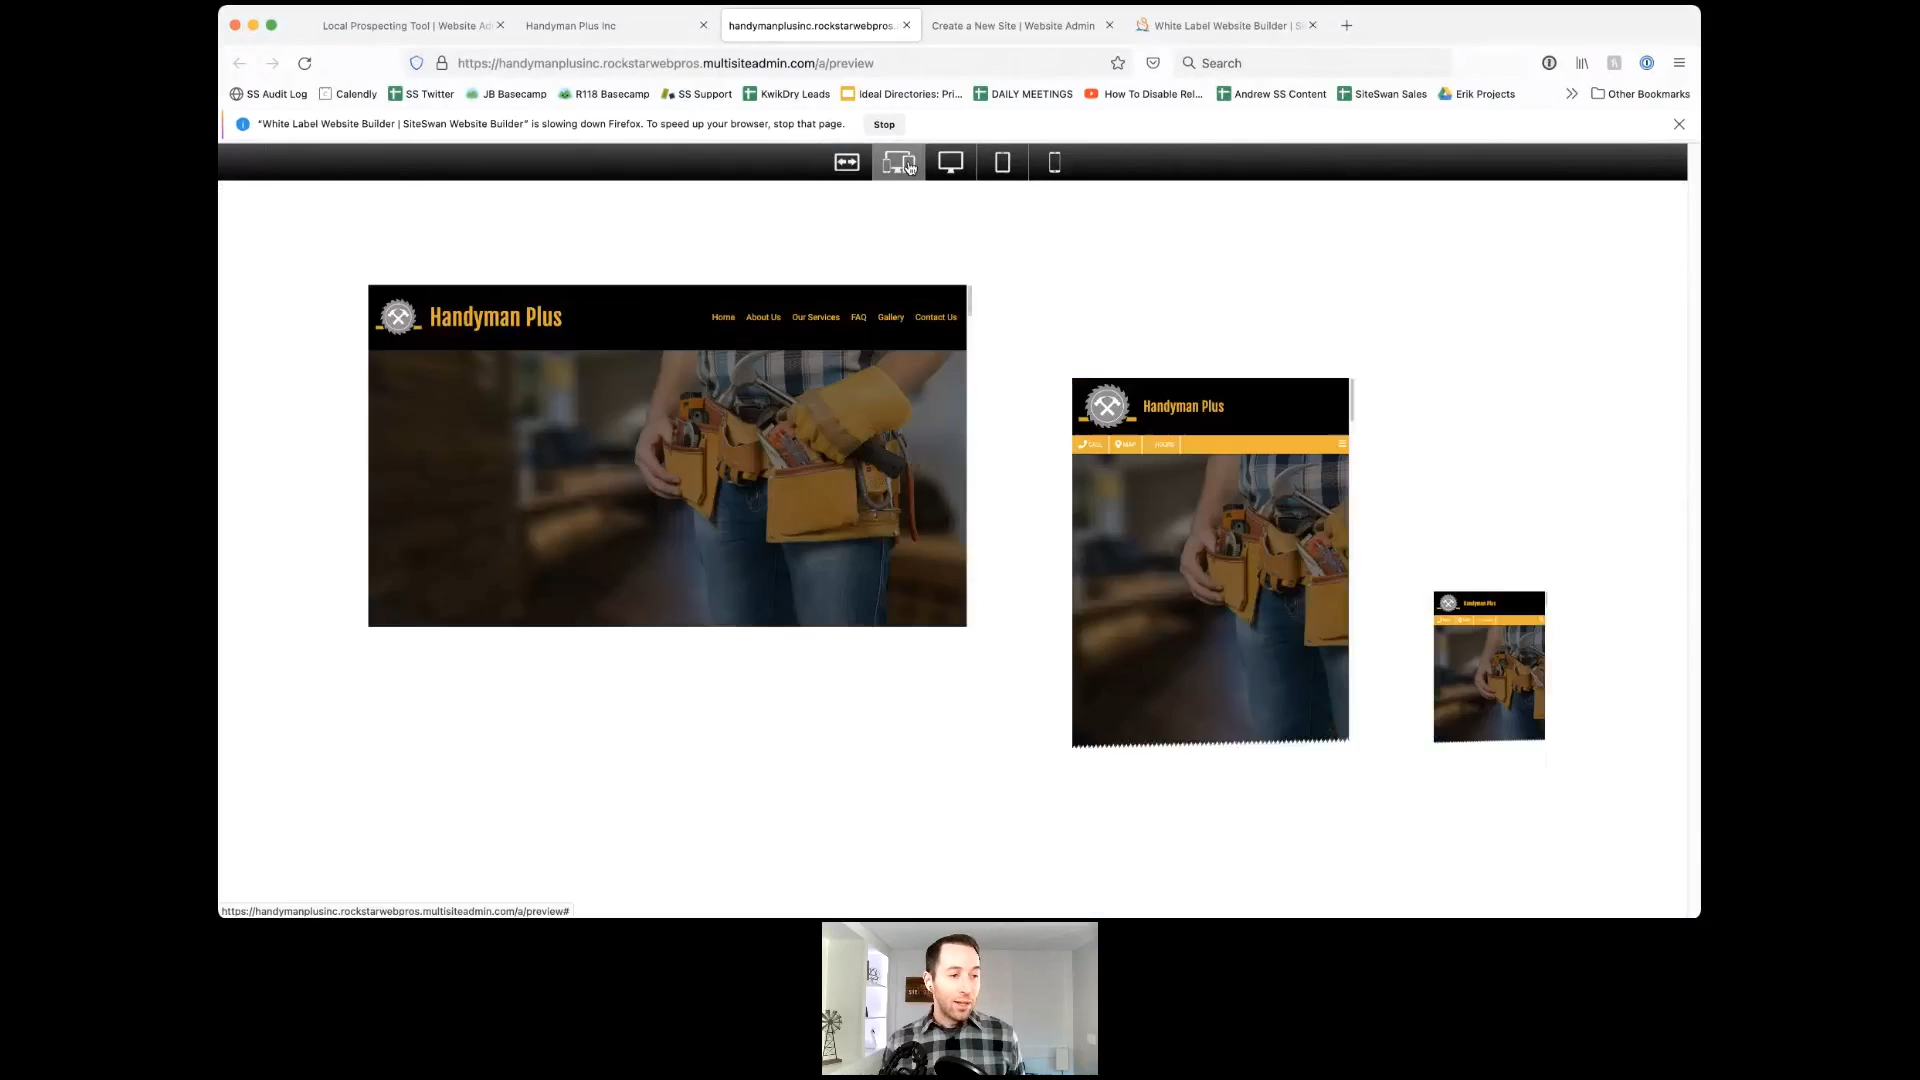 Local Prospecting Tool | Website Ad
Handyman Plus Inc
handymanplusinc.rockstarwebpros.
Create a New Site | Website Admin
White Label Website Builder | Si
https://handymanplusinc.rockstarwebpros.multisiteadmin.com/a/preview
Search
SS Audit Log
Calendly
SS Twitter
JB Basecamp
R118 Basecamp
SS Support
KwikDry Leads
Ideal Directories: Pri...
DAILY MEETINGS
How To Disable Rel...
Andrew SS Content
SiteSwan Sales
Erik Projects
Other Bookmarks
"White Label Website Builder | SiteSwan Website Builder" is slowing down Firefox. To speed up your browser, stop that page.
Stop
Handyman Plus
Home
About Us
Our Services
FAQ
Gallery
Contact Us
Handyman Plus
CALL
MAP
HOURS
Handyman Plus
https://handymanplusinc.rockstarwebpros.multisiteadmin.com/a/preview#